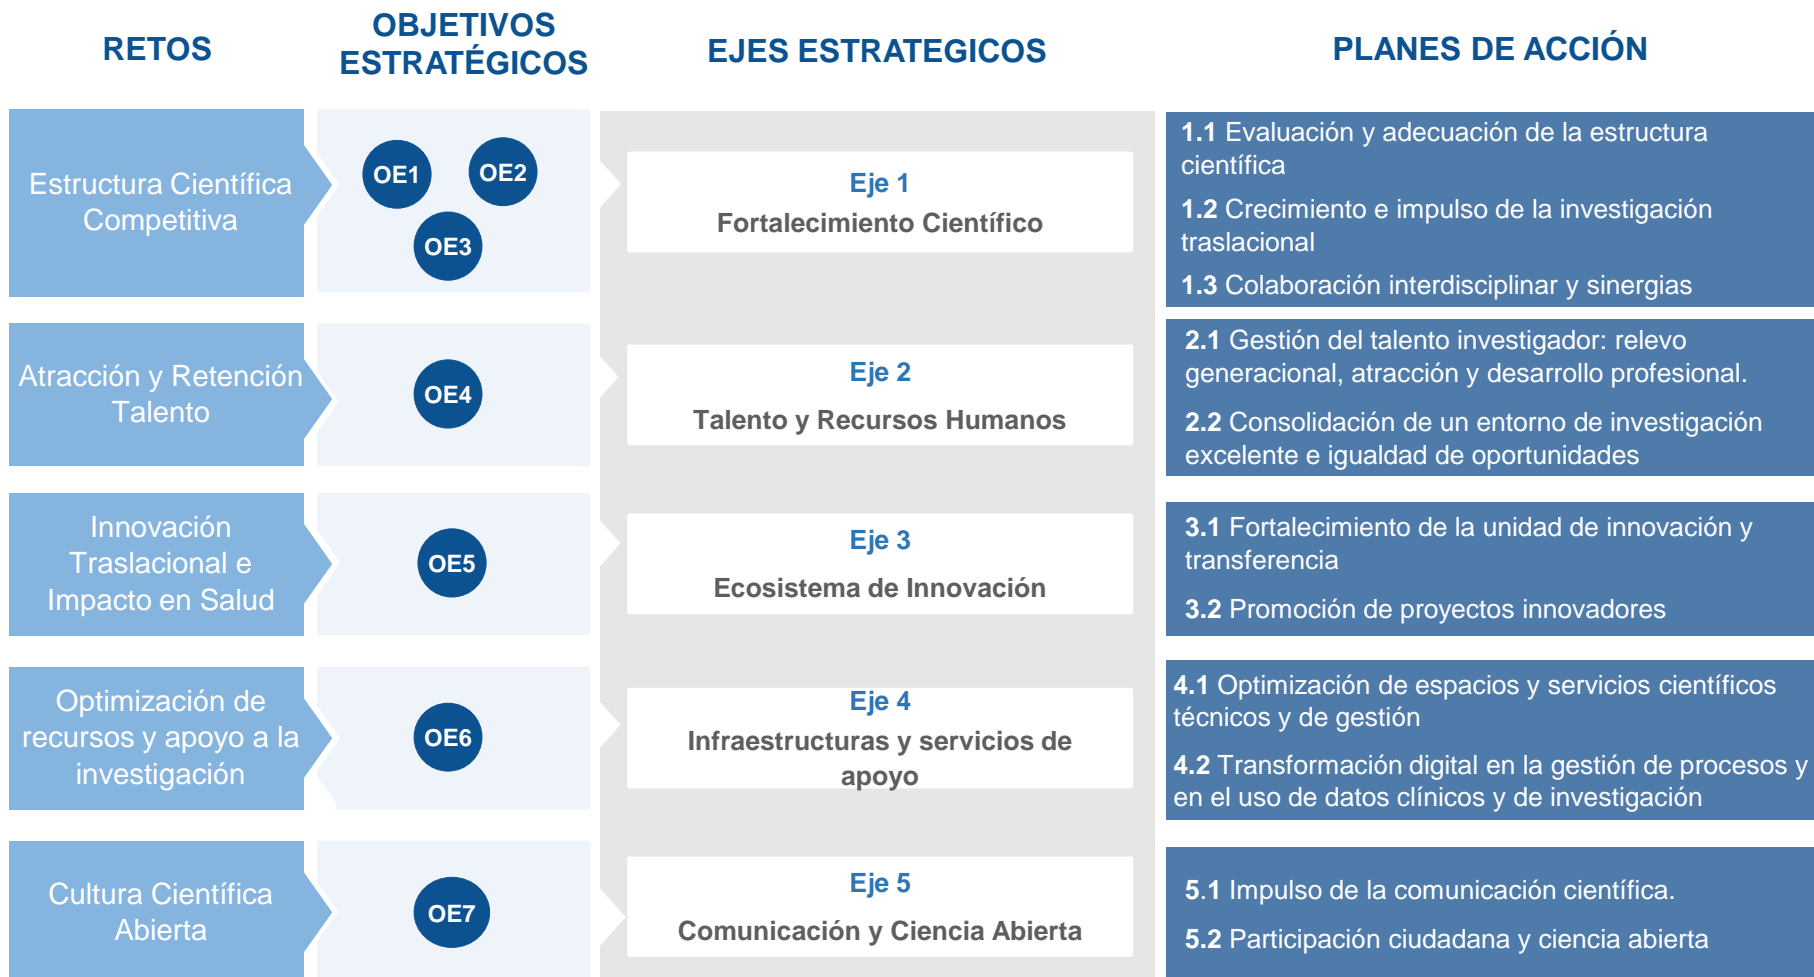 RETOS
OBJETIVOS
ESTRATÉGICOS
EJES ESTRATEGICOS
PLANES DE ACCIÓN
Estructura Científica
Competitiva
OE1
OE2
OE3
Eje 1
Fortalecimiento Científico
1.1 Evaluación y adecuación de la estructura
científica
1.2 Crecimiento e impulso de la investigación
traslacional
1.3 Colaboración interdisciplinar y sinergias
Atracción y Retención
Talento
OE4
Eje 2
Talento y Recursos Humanos
2.1 Gestión del talento investigador: relevo
generacional, atracción y desarrollo profesional.
2.2 Consolidación de un entorno de investigación
excelente e igualdad de oportunidades
Innovación
Traslacional e
Impacto en Salud
OE5
Eje 3
Ecosistema de Innovación
3.1 Fortalecimiento de la unidad de innovación y
transferencia
3.2 Promoción de proyectos innovadores
Optimización de
recursos y apoyo a la
investigación
OE6
Eje 4
Infraestructuras y servicios de
apoyo
4.1 Optimización de espacios y servicios científicos
técnicos y de gestión
4.2 Transformación digital en la gestión de procesos y
en el uso de datos clínicos y de investigación
Cultura Científica
Abierta
OE7
Eje 5
Comunicación y Ciencia Abierta
5.1 Impulso de la comunicación científica.
5.2 Participación ciudadana y ciencia abierta